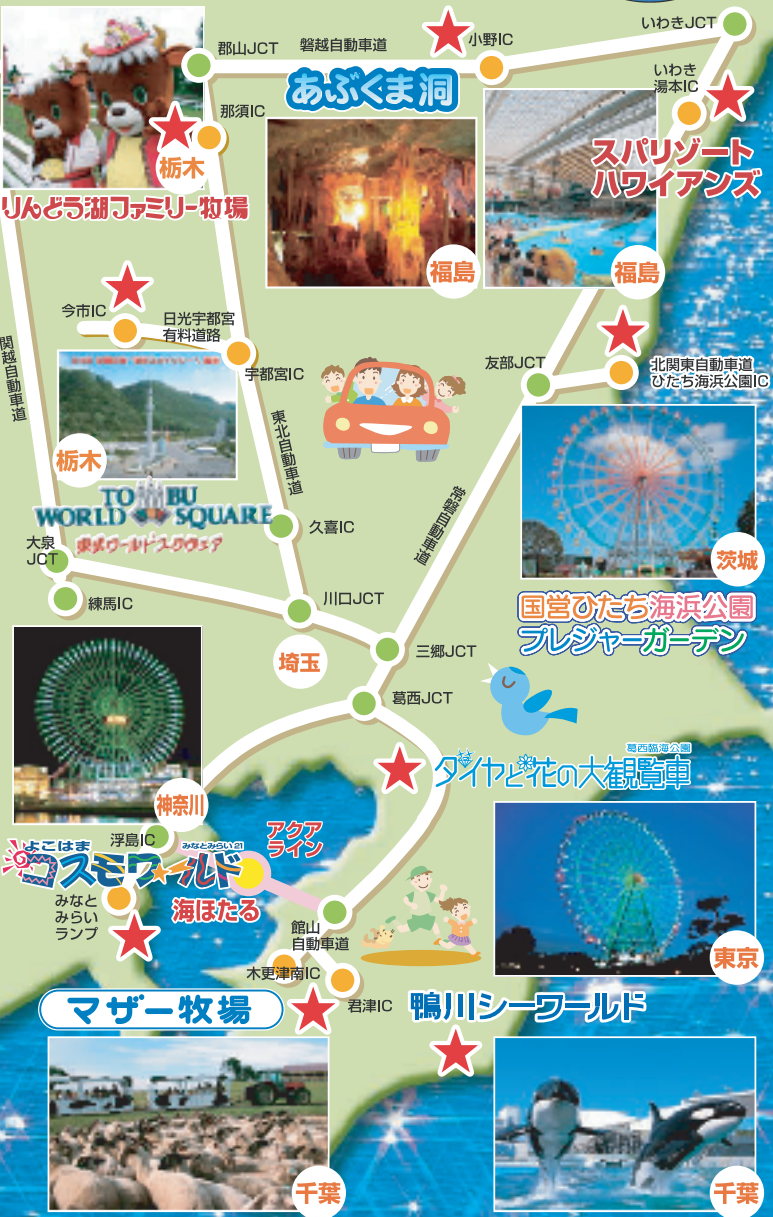 いわきJCT
郡山JCT
磐越自動車道
小野IC
あぶくま洞
いわき
湯本IC
那須IC
栃木
スパリゾート
ハワイアンズ
りんどう湖ファミリー牧場
福島
福島
今市IC
日光宇都宮
有料道路
関越自動車道
宇都宮IC
友部JCT
北関東自動車道
ひたち海浜公園IC
東北自動車道
栃木
TOBU
WORLD SQUARE
東武ワールドスクウェア
常磐自動車道
久喜IC
大泉
JCT
茨城
練馬IC
川口JCT
国営ひたち海浜公園
プレジャーガーデン
三郷JCT
埼玉
葛西JCT
葛西臨海公園
ダイヤと花の大観覧車
神奈川
浮島IC
アクア
ライン
よこはま
みなとみらい21
コスモワールド
みなと
みらい
ランプ
海ほたる
館山
自動車道
東京
木更津南IC
君津IC
マザー牧場
鴨川シーワールド
千葉
千葉